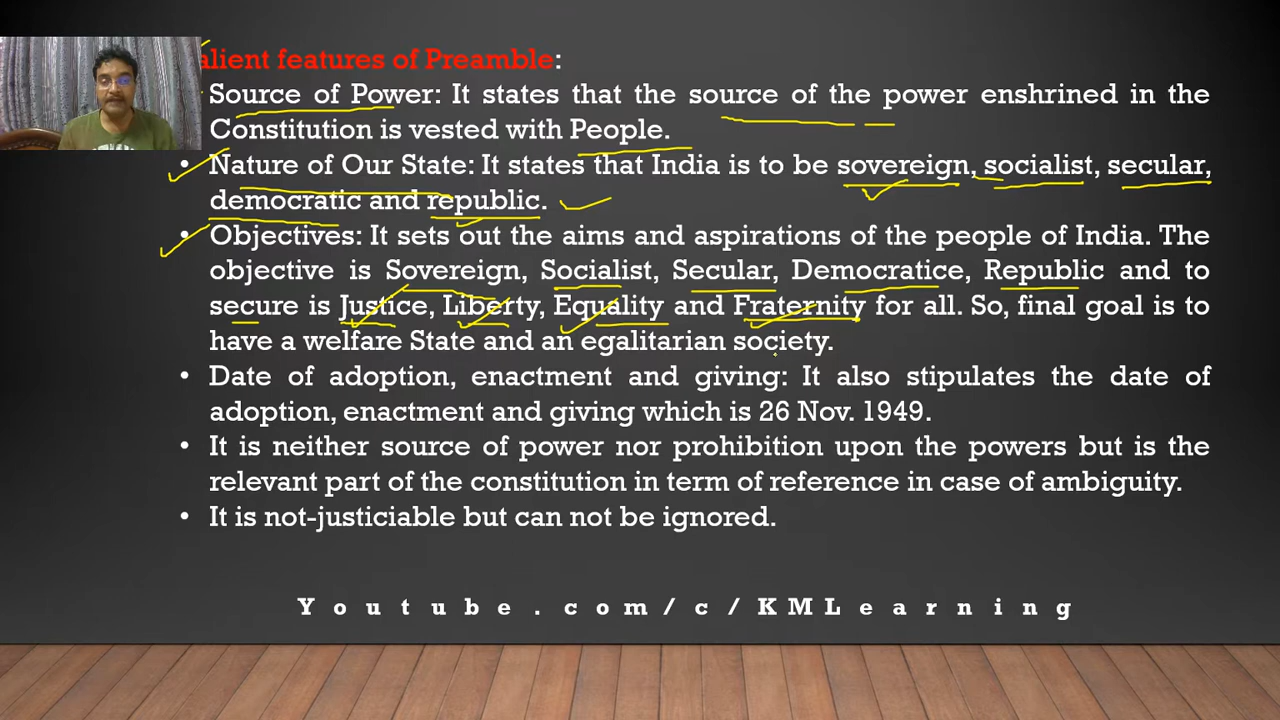 alient features of Preamble:
Source of Power: It states that the source of the power enshrined in the
Constitution is vested with People.
• Nature of Our State: It states that India is to be sovereign, socialist, secular,
democratic and republic.
• Objectives: It sets out the aims and aspirations of the people of India. The
objective is Sovereign, Socialist, Secular, Democratice, Republic and to
secure is Justice, Liberty, Equality and Fraternity for all. So, final goal is to
have a welfare State and an egalitarian society.
• Date of adoption, enactment and giving: It also stipulates the date of
adoption, enactment and giving which is 26 Nov. 1949.
• It is neither source of power nor prohibition upon the powers but is the
relevant part of the constitution in term of reference in case of ambiguity.
• It is not-justiciable but can not be ignored.
Youtube.com/c/KMLearning